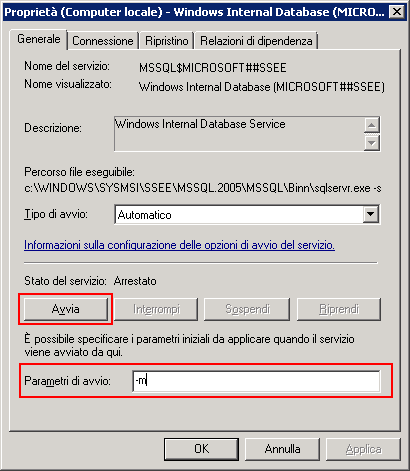 Proprietà (Computer locale) - Windows Internal Database (MICRO...
Generale Connessione Ripristino Relazioni di dipendenza
Nome del servizio: MSSQL$MICROSOFT##SSEE
Nome visualizzato: Windows Internal Database (MICROSOFT##SSEE)
Descrizione: Windows Internal Database Service
Percorso file eseguibile:
c:\WINDOWS\SYSMSI\SSEE\MSSQL.2005\MSSQL\Binn\sqlservr.exe -s
Tipo di avvio: Automatico
Informazioni sulla configurazione delle opzioni di avvio del servizio.
Stato del servizio: Arrestato
Avvia Interrompi Sospendi Riprendi
È possibile specificare i parametri iniziali da applicare quando il servizio
viene avviato da qui.
Parametri di avvio: -m
OK Annulla Applica